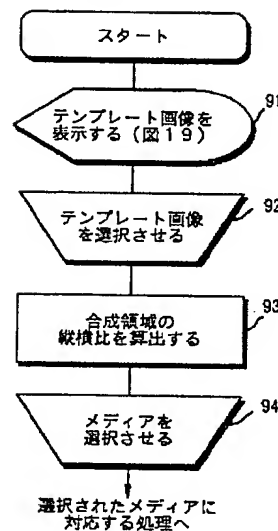 スタート
91
テンプレート画像を
表示する（図19）
92
テンプレート画像
を選択させる
93
合成領域の
縦横比を算出する
94
メディアを
選択させる
選択されたメディアに
対応する処理へ